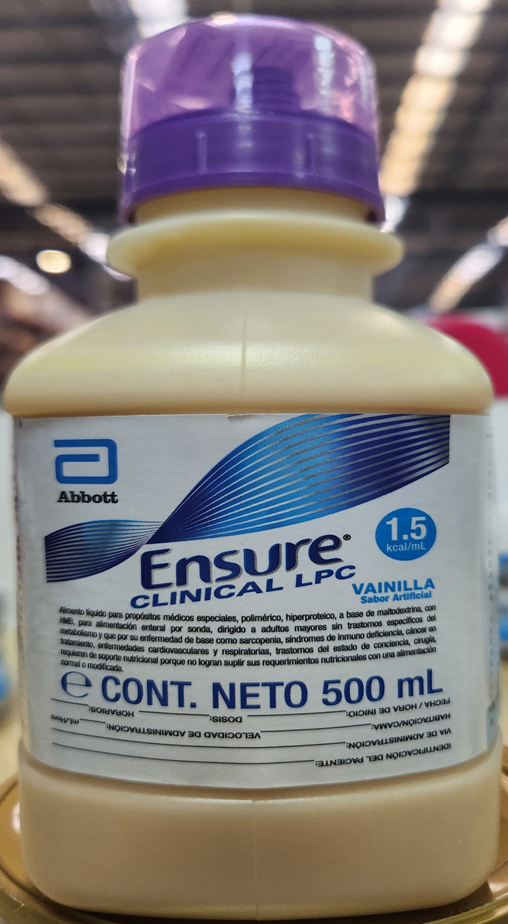 Abbott
1.5
kcal/mL
Ensure®
CLINICAL LPC
VAINILLA
Sabor Artificial
Alimento líquido para propósitos médicos especiales, polimérico, hiperproteico, a base de maltodextrina, con
HMB, para alimentación enteral por sonda, dirigido a adultos mayores sin trastornos específicos del
metabolismo y que por su enfermedad de base como sarcopenia, síndromes de inmuno deficiencia, cáncer en
tratamiento, enfermedades cardiovasculares y respiratorias, trastornos del estado de conciencia, cirugía,
requieren de soporte nutricional porque no logran suplir sus requerimientos nutricionales con una alimentación
normal o modificada.
℮ CONT. NETO 500 mL
IDENTIFICACIÓN DEL PACIENTE:
VIA DE ADMINISTRACIÓN:
HABITACIÓN/CAMA: VELOCIDAD DE ADMINISTRACIÓN: mL/Hora
FECHA / HORA DE INICIO: DOSIS: HORARIOS: